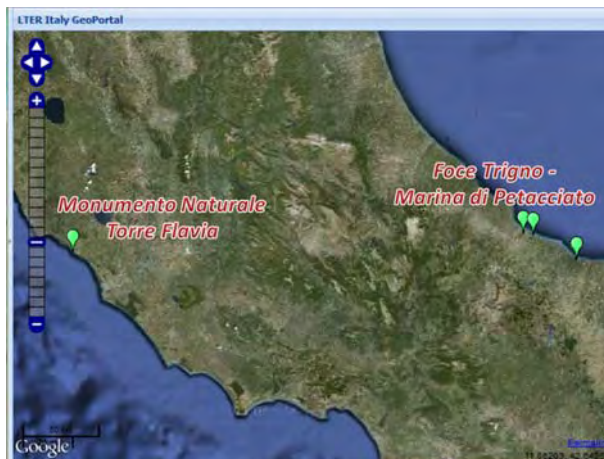 LTER Italy GeoPortal
Foce Trigno -
Marina di Petacciato
Monumento Naturale
Torre Flavia
Google